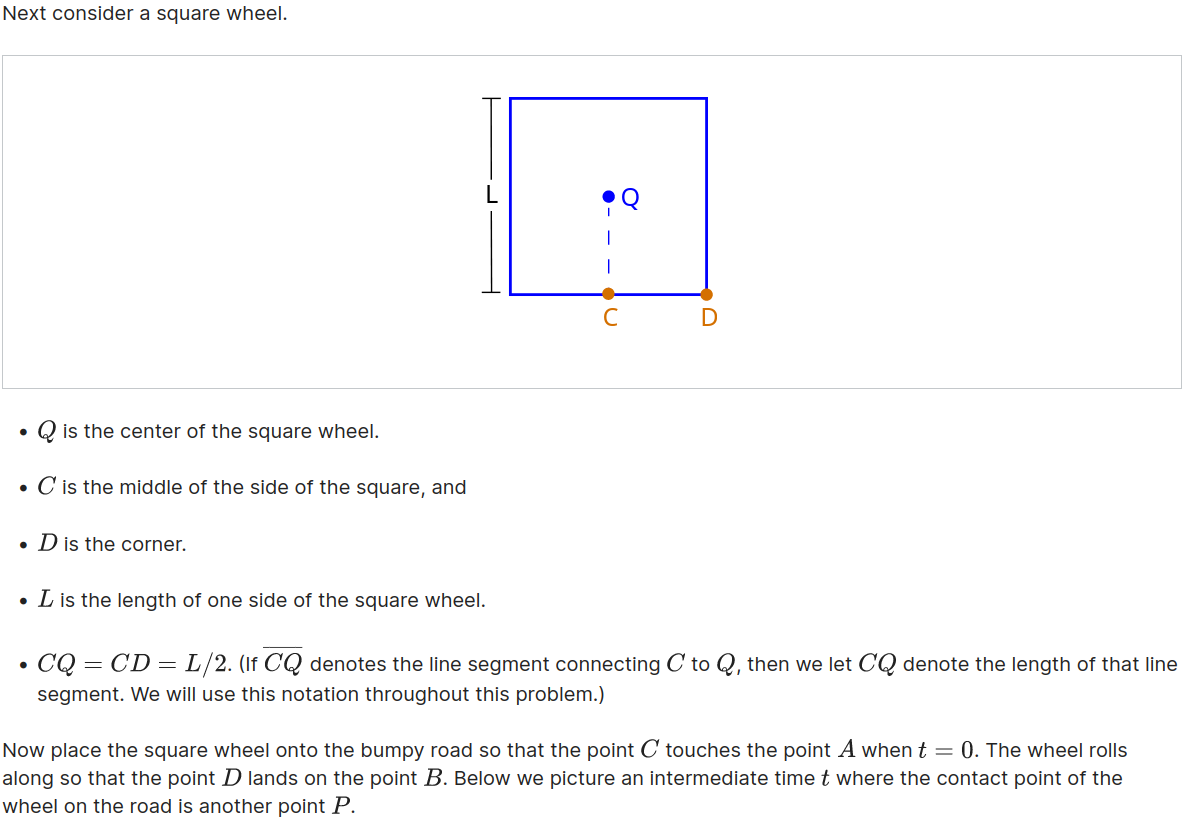 Next consider a square wheel.
L
Q
C
D
• Q is the center of the square wheel.
• C is the middle of the side of the square, and
• D is the corner.
• L is the length of one side of the square wheel.
• CQ = CD = L/2. (If \overline{CQ} denotes the line segment connecting C to Q, then we let CQ denote the length of that line
segment. We will use this notation throughout this problem.)
Now place the square wheel onto the bumpy road so that the point C touches the point A when t = 0. The wheel rolls
along so that the point D lands on the point B. Below we picture an intermediate time t where the contact point of the
wheel on the road is another point P.